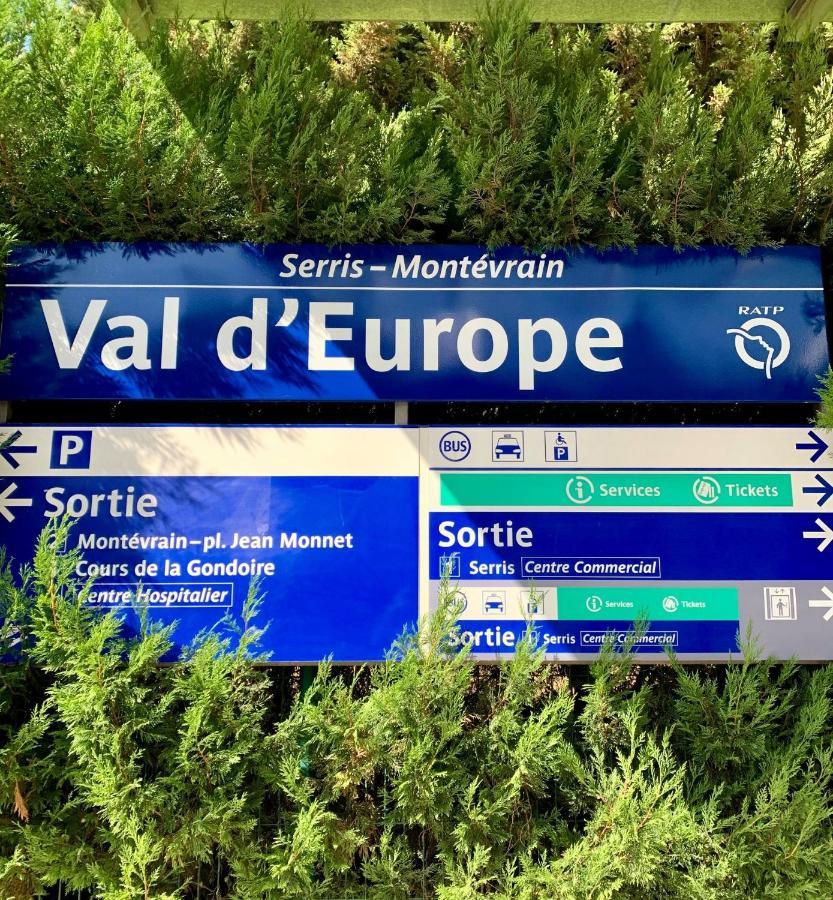 Serris – Montévrain
Val d'Europe
RATP
P
Sortie
Montévrain – pl. Jean Monnet
Cours de la Gondoire
Centre Hospitalier
BUS
P
i Services Tickets
Sortie
Serris Centre Commercial
i Services Tickets
Sortie Serris Centre Commercial